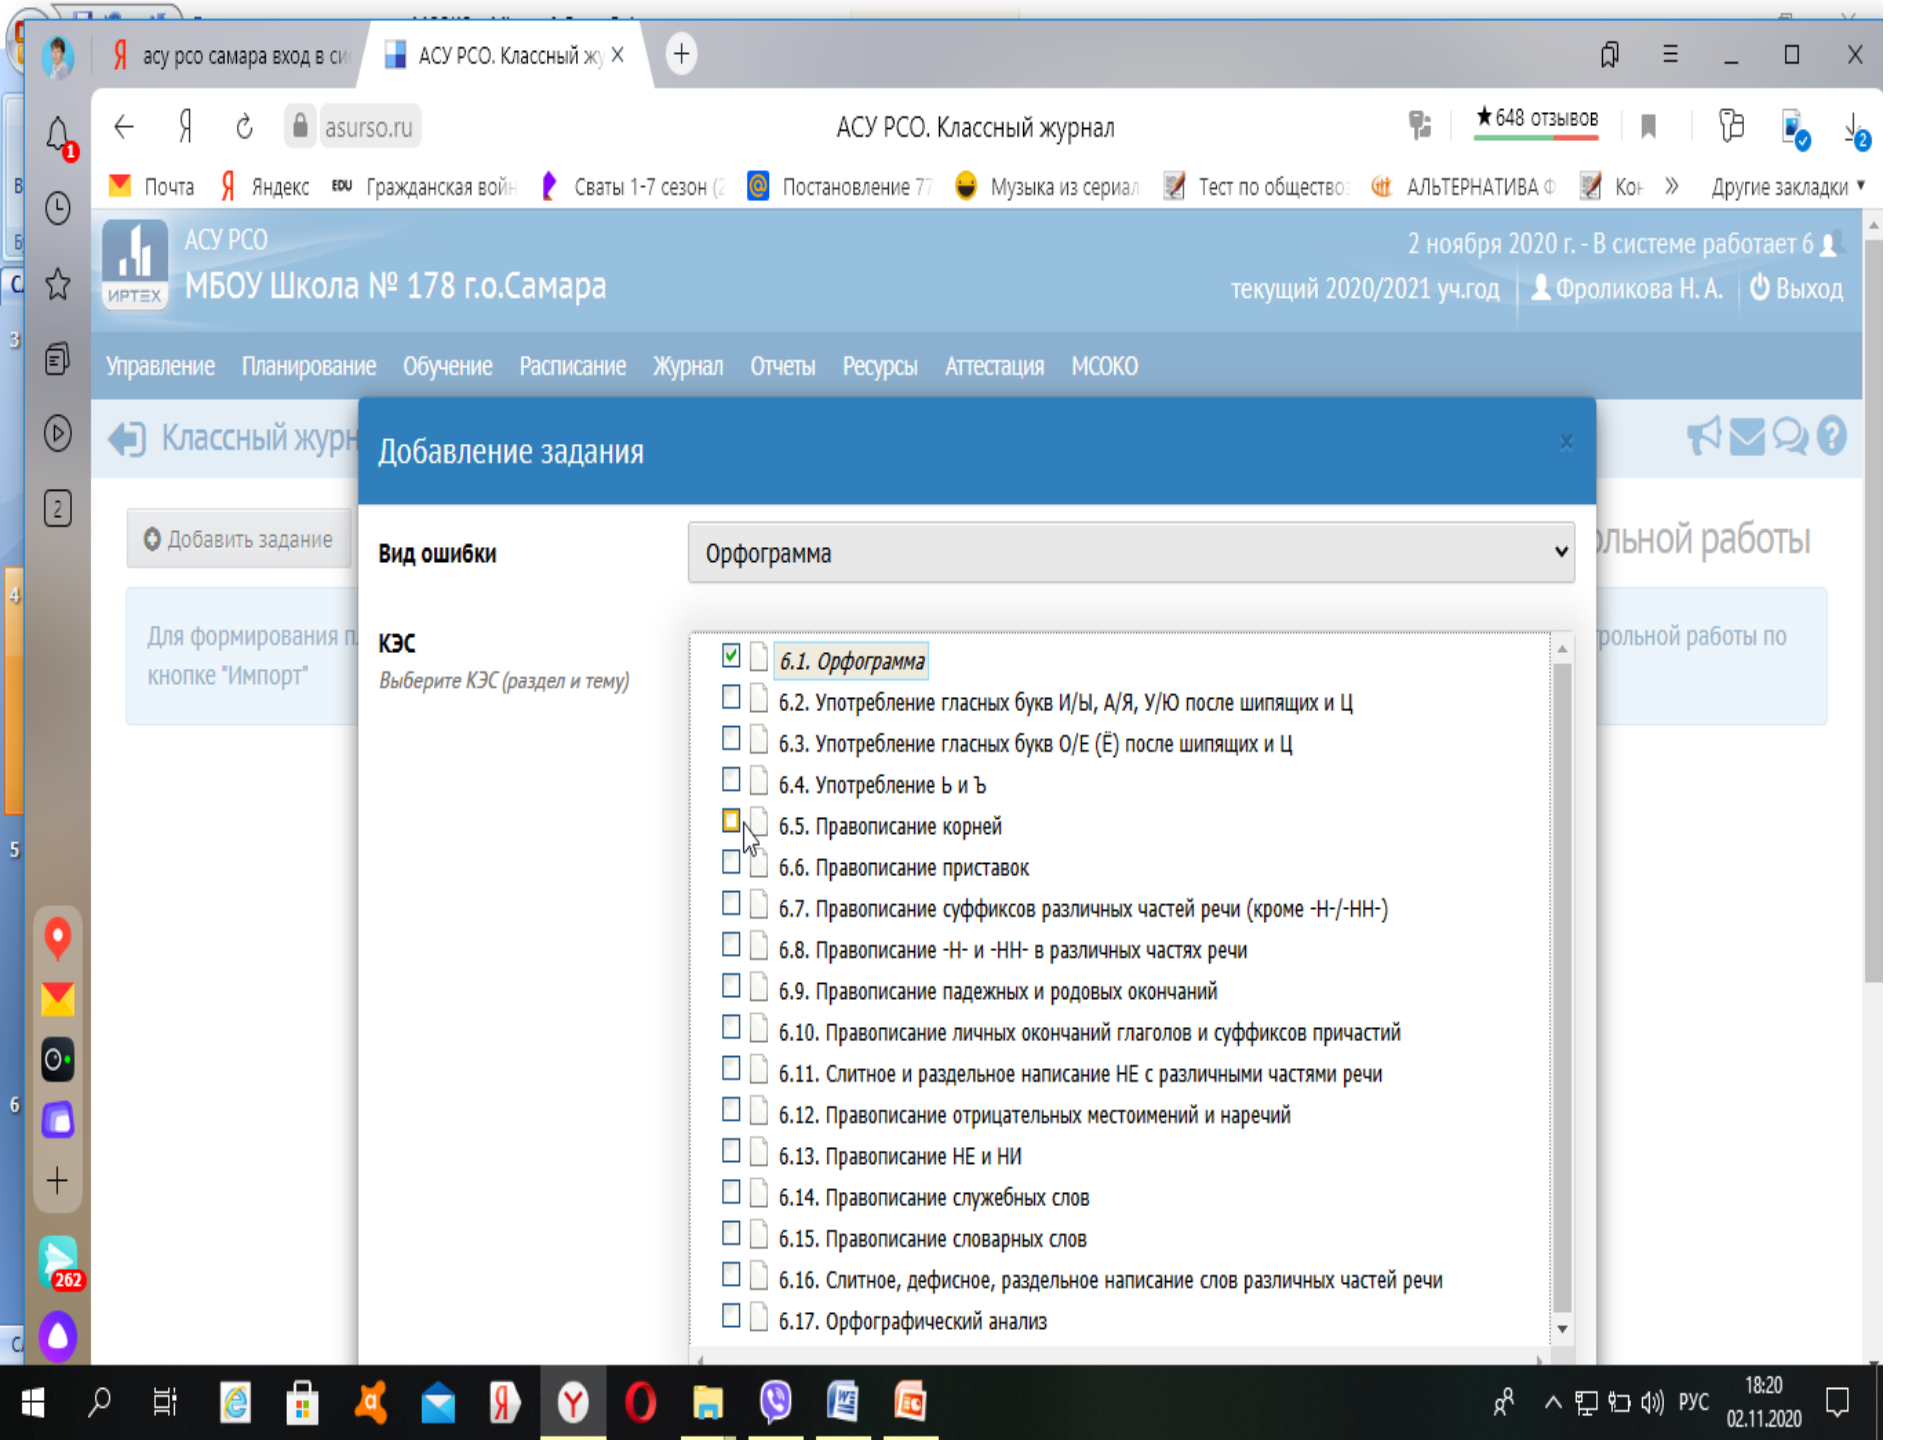 асу рсо самара вход в си
АСУ РСО. Классный жу
asurso.ru
АСУ РСО. Классный журнал
★648 отзывов
1
2
Почта
Яндекс
EDU Гражданская войн
Сваты 1-7 сезон (2
Постановление 77
Музыка из сериал
Тест по общество
АЛЬТЕРНАТИВА Ф
Кон
»
Другие закладки
ИРТЕХ
АСУ РСО
МБОУ Школа № 178 г.о.Самара
2 ноября 2020 г. - В системе работает 6
текущий 2020/2021 уч.год
Фроликова Н. А.
Выход
Управление Планирование Обучение Расписание Журнал Отчеты Ресурсы Аттестация МСОКО
Классный журн
Добавление задания
2
Добавить задание
ольной работы
Вид ошибки
Орфограмма
Для формирования п
рольной работы по
кнопке "Импорт"
КЭС
Выберите КЭС (раздел и тему)
6.1. Орфограмма
6.2. Употребление гласных букв И/Ы, А/Я, У/Ю после шипящих и Ц
6.3. Употребление гласных букв О/Е (Ё) после шипящих и Ц
6.4. Употребление Ь и Ъ
6.5. Правописание корней
6.6. Правописание приставок
6.7. Правописание суффиксов различных частей речи (кроме -Н-/-НН-)
6.8. Правописание -Н- и -НН- в различных частях речи
6.9. Правописание падежных и родовых окончаний
6.10. Правописание личных окончаний глаголов и суффиксов причастий
6.11. Слитное и раздельное написание НЕ с различными частями речи
6.12. Правописание отрицательных местоимений и наречий
6.13. Правописание НЕ и НИ
6.14. Правописание служебных слов
6.15. Правописание словарных слов
6.16. Слитное, дефисное, раздельное написание слов различных частей речи
6.17. Орфографический анализ
3
4
5
6
262
РУС
18:20
02.11.2020